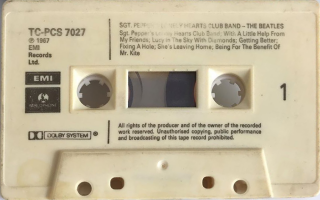 TC-PCS 7027
℗ 1967
EMI
Records
Ltd.
SGT. PEPPER'S HEARTS CLUB BAND—THE BEATLES
Sgt. Pepper's Lonely Hearts Club Band; With A Little Help From
My Friends; Lucy In The Sky With Diamonds; Getting Better;
Fixing A Hole; She's Leaving Home; Being For The Benefit Of
Mr. Kite
EMI
PARLOPHONE
1
DOLBY SYSTEM
All rights of the producer and of the owner of the recorded
work reserved. Unauthorised copying, public performance
and broadcasting of this tape record prohibited.